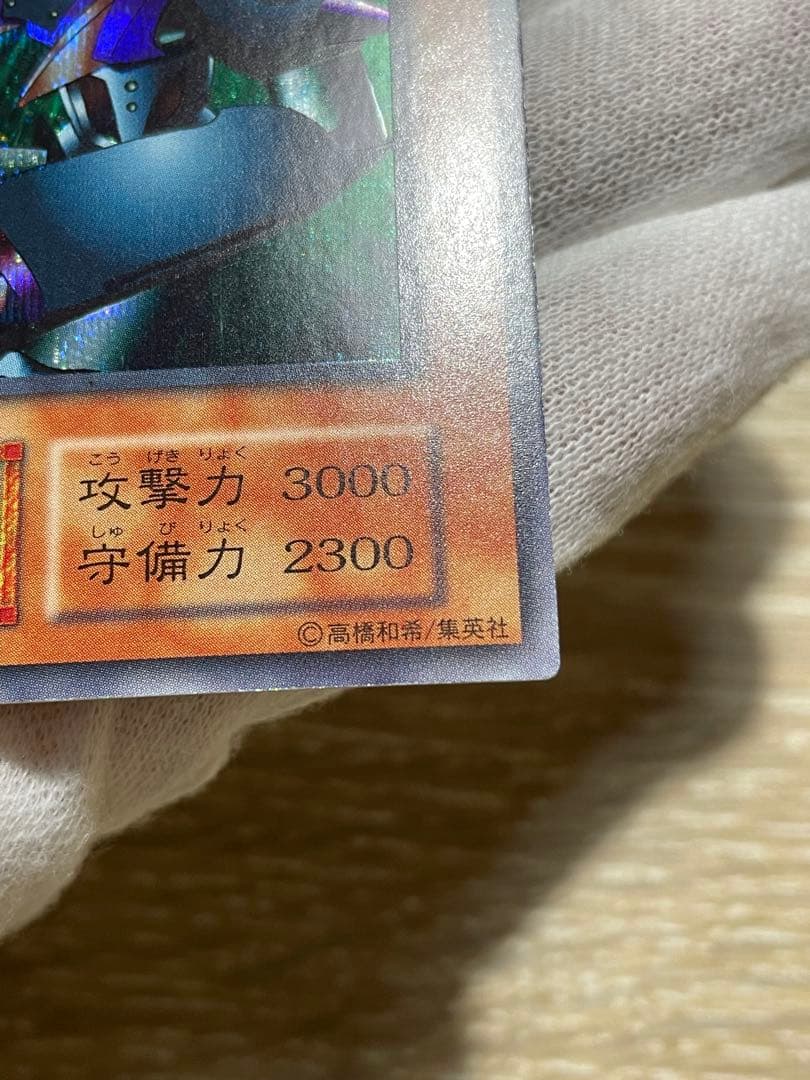 こう げき りょく
攻撃力 3000
しゅ び りょく
守備力 2300
©高橋和希/集英社